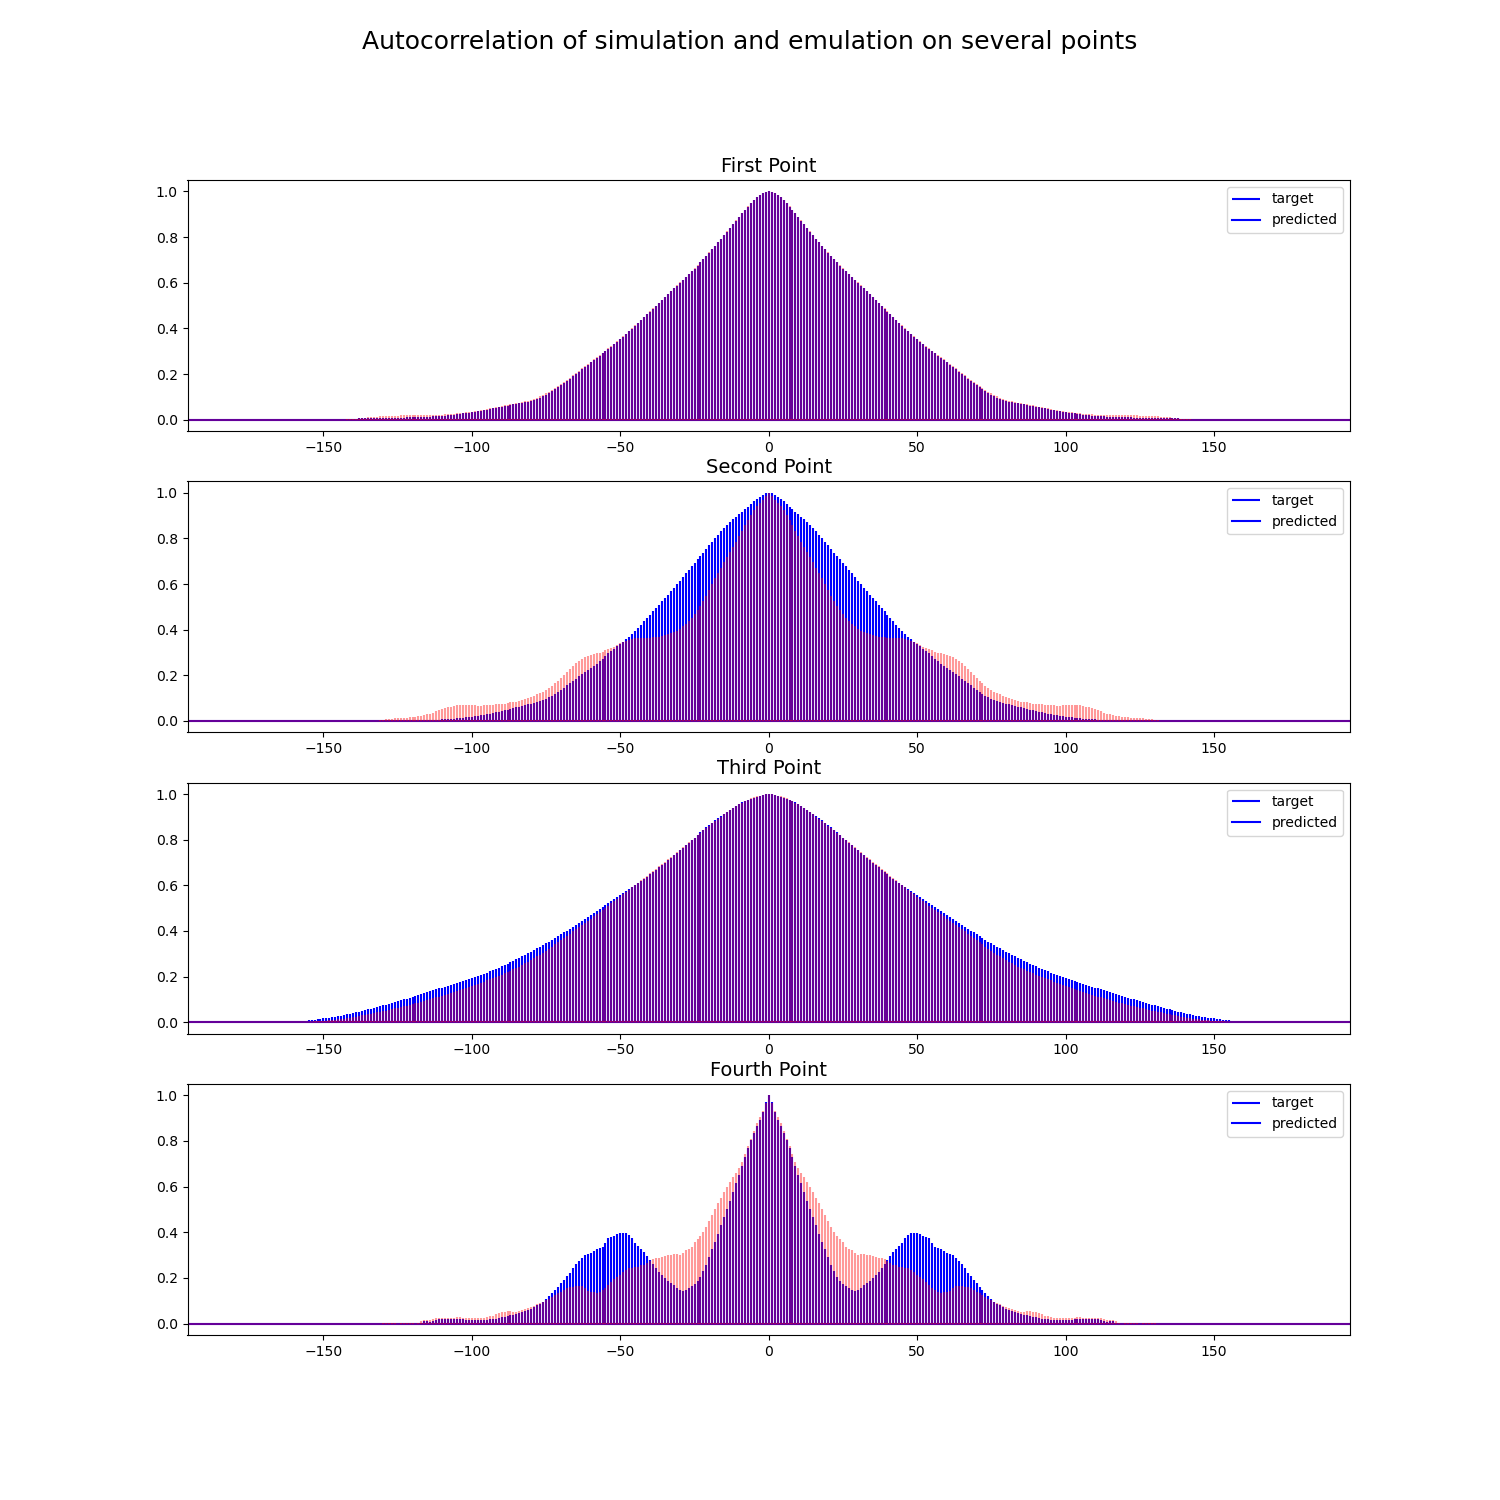 Autocorrelation of simulation and emulation on several points
First Point
1.0
0.8
0.6
0.4
0.2
0.0
target
predicted
−150 −100 −50 0 50 100 150
Second Point
1.0
0.8
0.6
0.4
0.2
0.0
target
predicted
−150 −100 −50 0 50 100 150
Third Point
1.0
0.8
0.6
0.4
0.2
0.0
target
predicted
−150 −100 −50 0 50 100 150
Fourth Point
1.0
0.8
0.6
0.4
0.2
0.0
target
predicted
−150 −100 −50 0 50 100 150